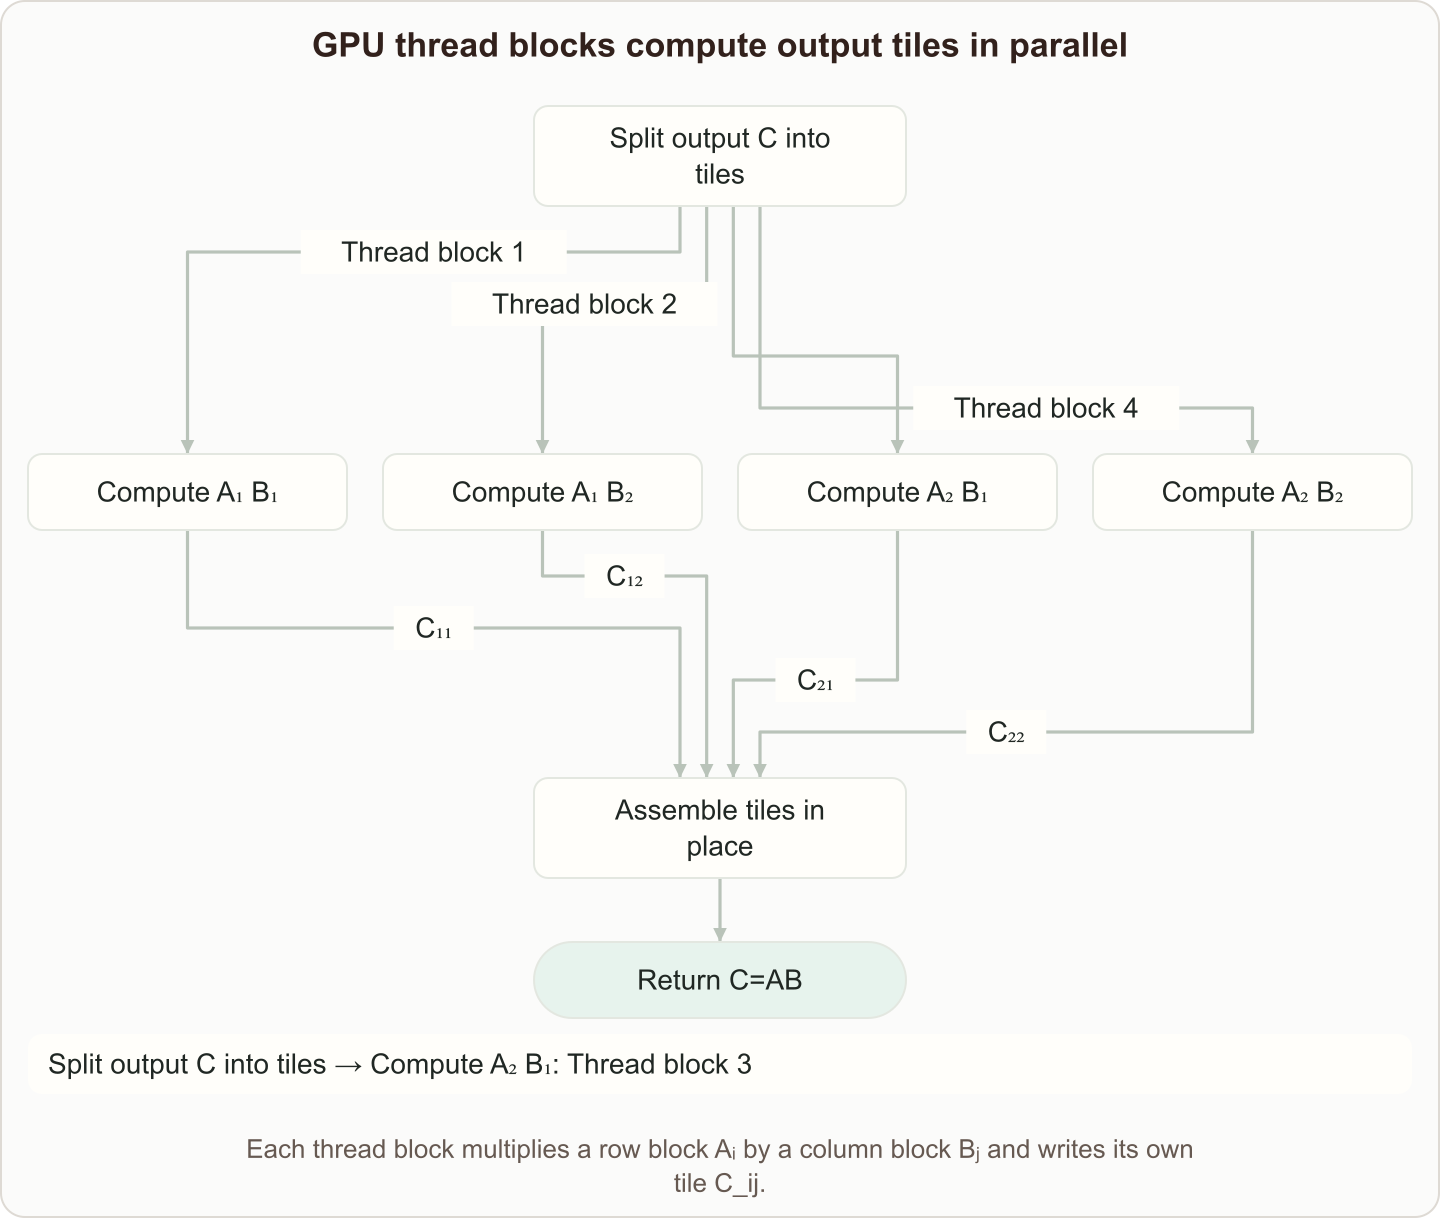 GPU thread blocks compute output tiles in parallel
Split output C into
tiles
Thread block 1
Thread block 2
Thread block 4
Compute A₁ B₁
Compute A₁ B₂
Compute A₂ B₁
Compute A₂ B₂
C₁₂
C₁₁
C₂₁
C₂₂
Assemble tiles in
place
Return C=AB
Split output C into tiles → Compute A₂ B₁: Thread block 3
Each thread block multiplies a row block Aᵢ by a column block Bⱼ and writes its own
tile C_ij.